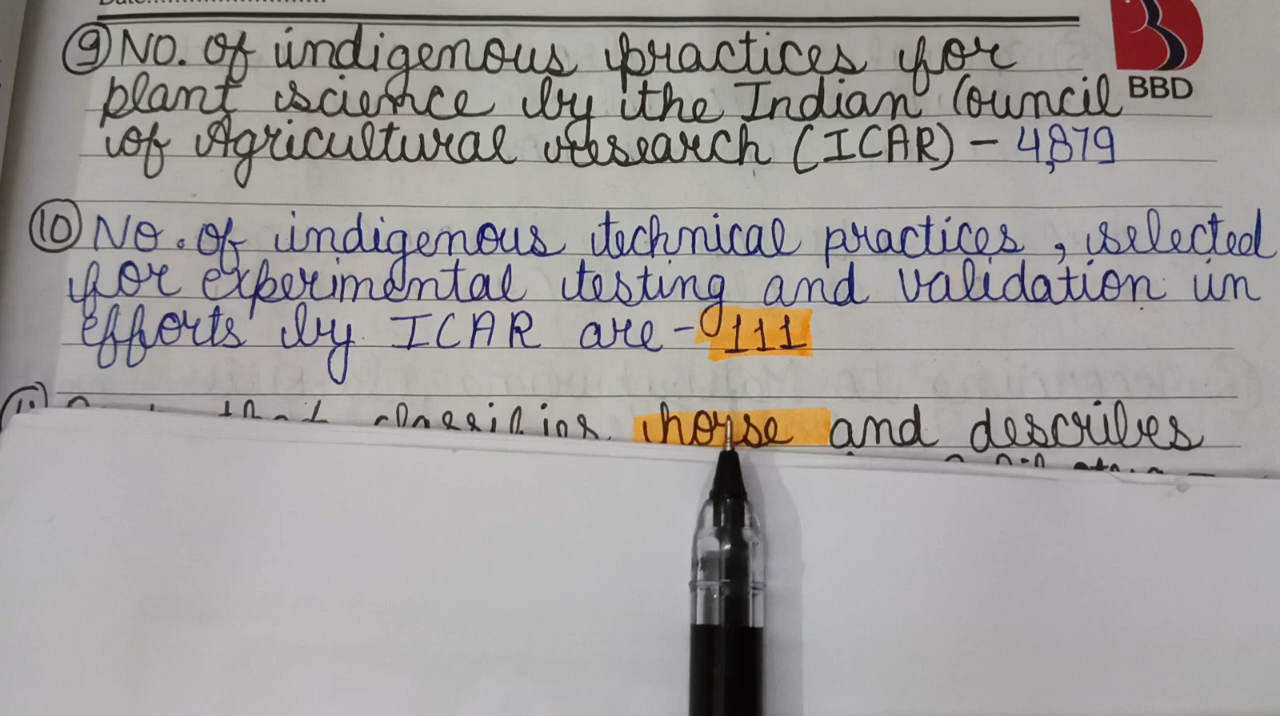 BBD
⑨ No. of indigenous practices for
plant science by the Indian Council
of Agricultural Research (ICAR) - 4,879
⑩ No. of indigenous technical practices, selected
for experimental testing and validation in
efforts by ICAR are - 111
that classifies horse and describes